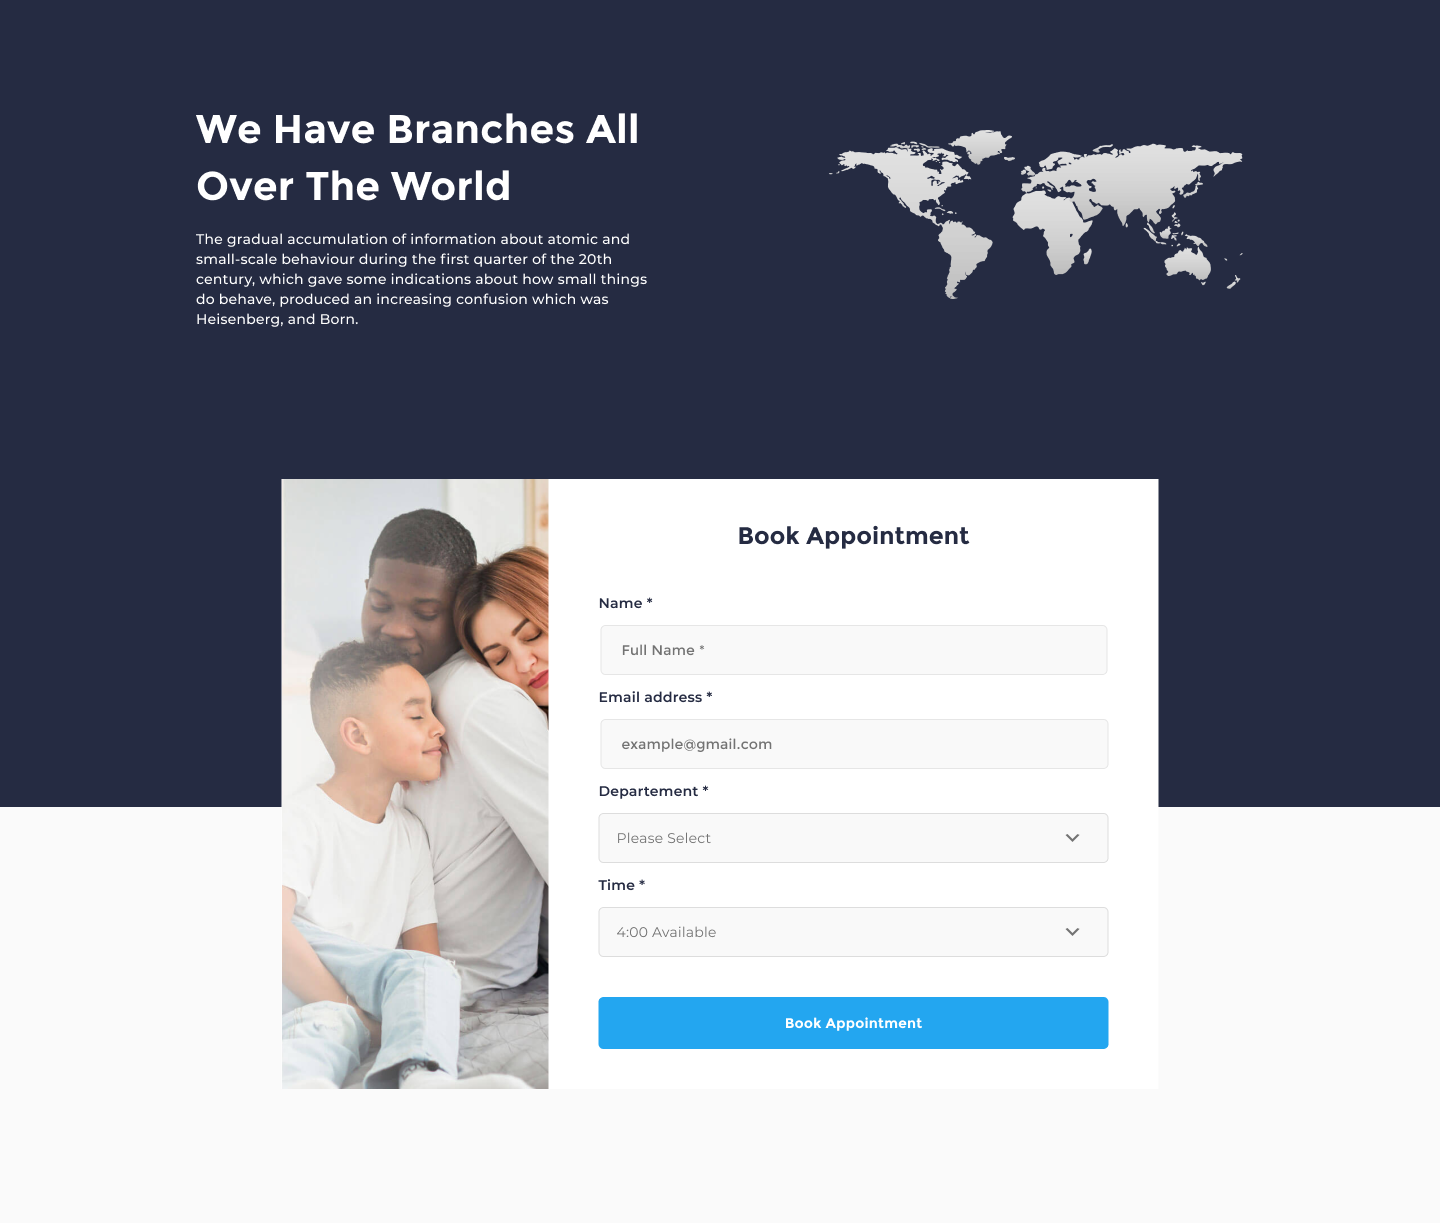 We Have Branches All
Over The World
The gradual accumulation of information about atomic and
small-scale behaviour during the first quarter of the 20th
century, which gave some indications about how small things
do behave, produced an increasing confusion which was
Heisenberg, and Born.
Book Appointment
Name *
Full Name *
Email address *
example@gmail.com
Departement *
Please Select
Time *
4:00 Available
Book Appointment